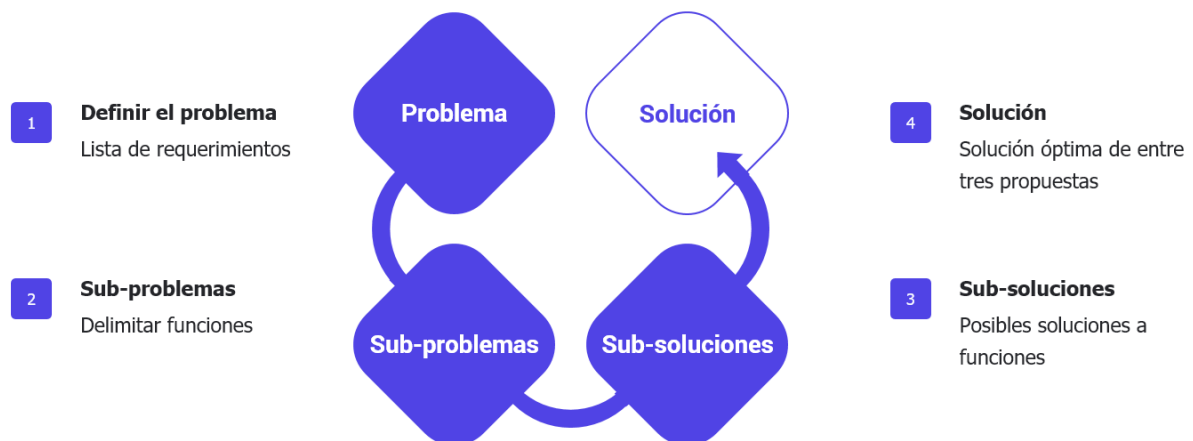 1
Definir el problema
Lista de requerimientos
Problema
Solución
4
Solución
Solución óptima de entre
tres propuestas
2
Sub-problemas
Delimitar funciones
Sub-problemas
Sub-soluciones
3
Sub-soluciones
Posibles soluciones a
funciones